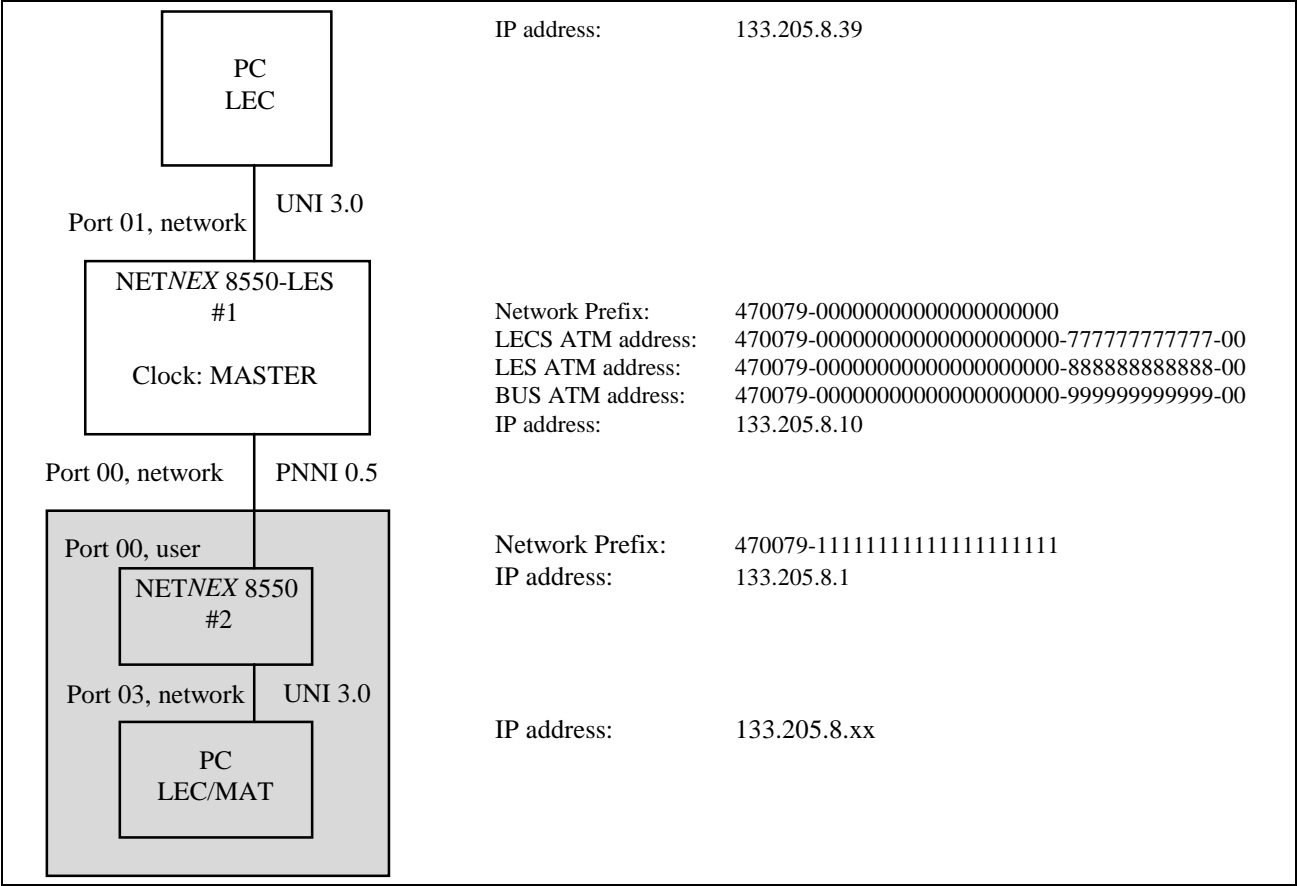 IP address: 133.205.8.39
PC
LEC
UNI 3.0
Port 01, network
NETNEX 8550-LES
#1
Clock: MASTER
Network Prefix: 470079-00000000000000000000
LECS ATM address: 470079-00000000000000000000-777777777777-00
LES ATM address: 470079-00000000000000000000-888888888888-00
BUS ATM address: 470079-00000000000000000000-999999999999-00
IP address: 133.205.8.10
Port 00, network PNNI 0.5
Port 00, user
NETNEX 8550
#2
Network Prefix: 470079-11111111111111111111
IP address: 133.205.8.1
Port 03, network UNI 3.0
IP address: 133.205.8.xx
PC
LEC/MAT